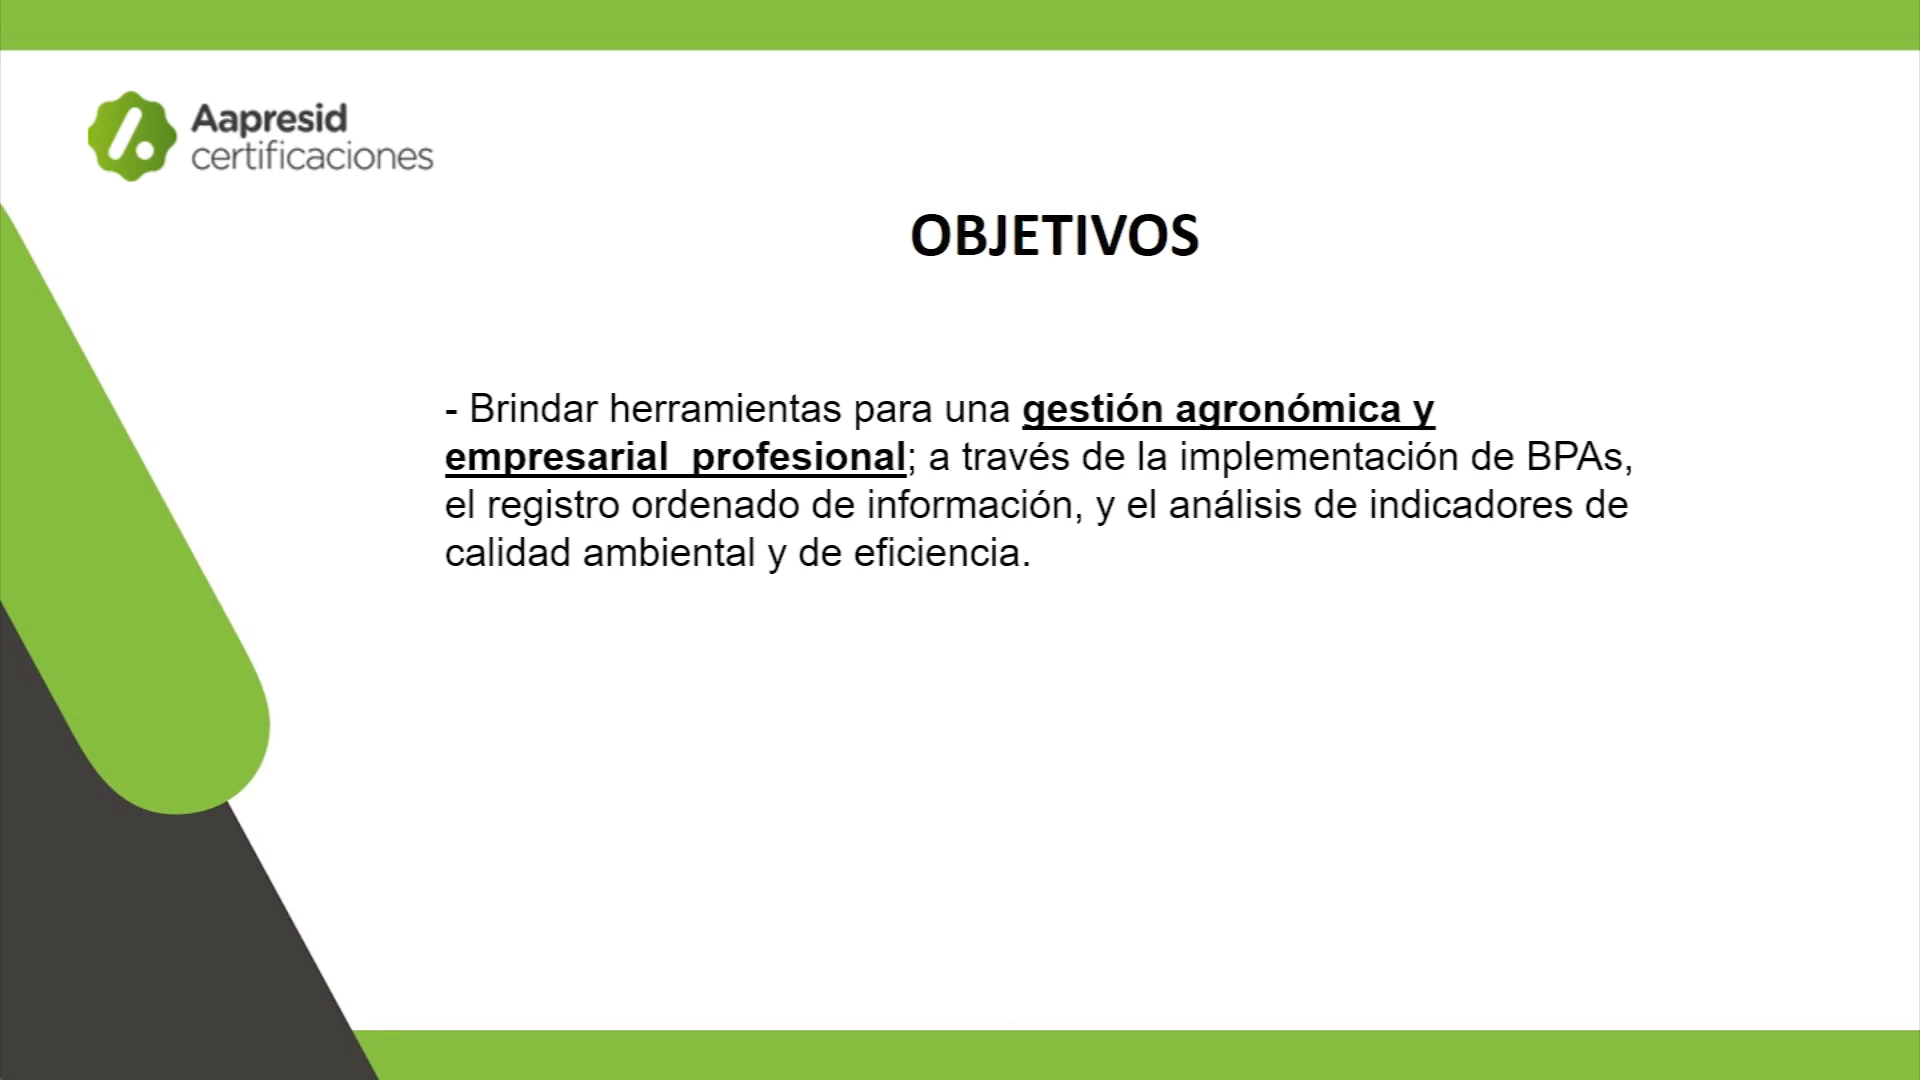 Aapresid
certificaciones
OBJETIVOS
- Brindar herramientas para una gestión agronómica y
empresarial  profesional; a través de la implementación de BPAs,
el registro ordenado de información, y el análisis de indicadores de
calidad ambiental y de eficiencia.